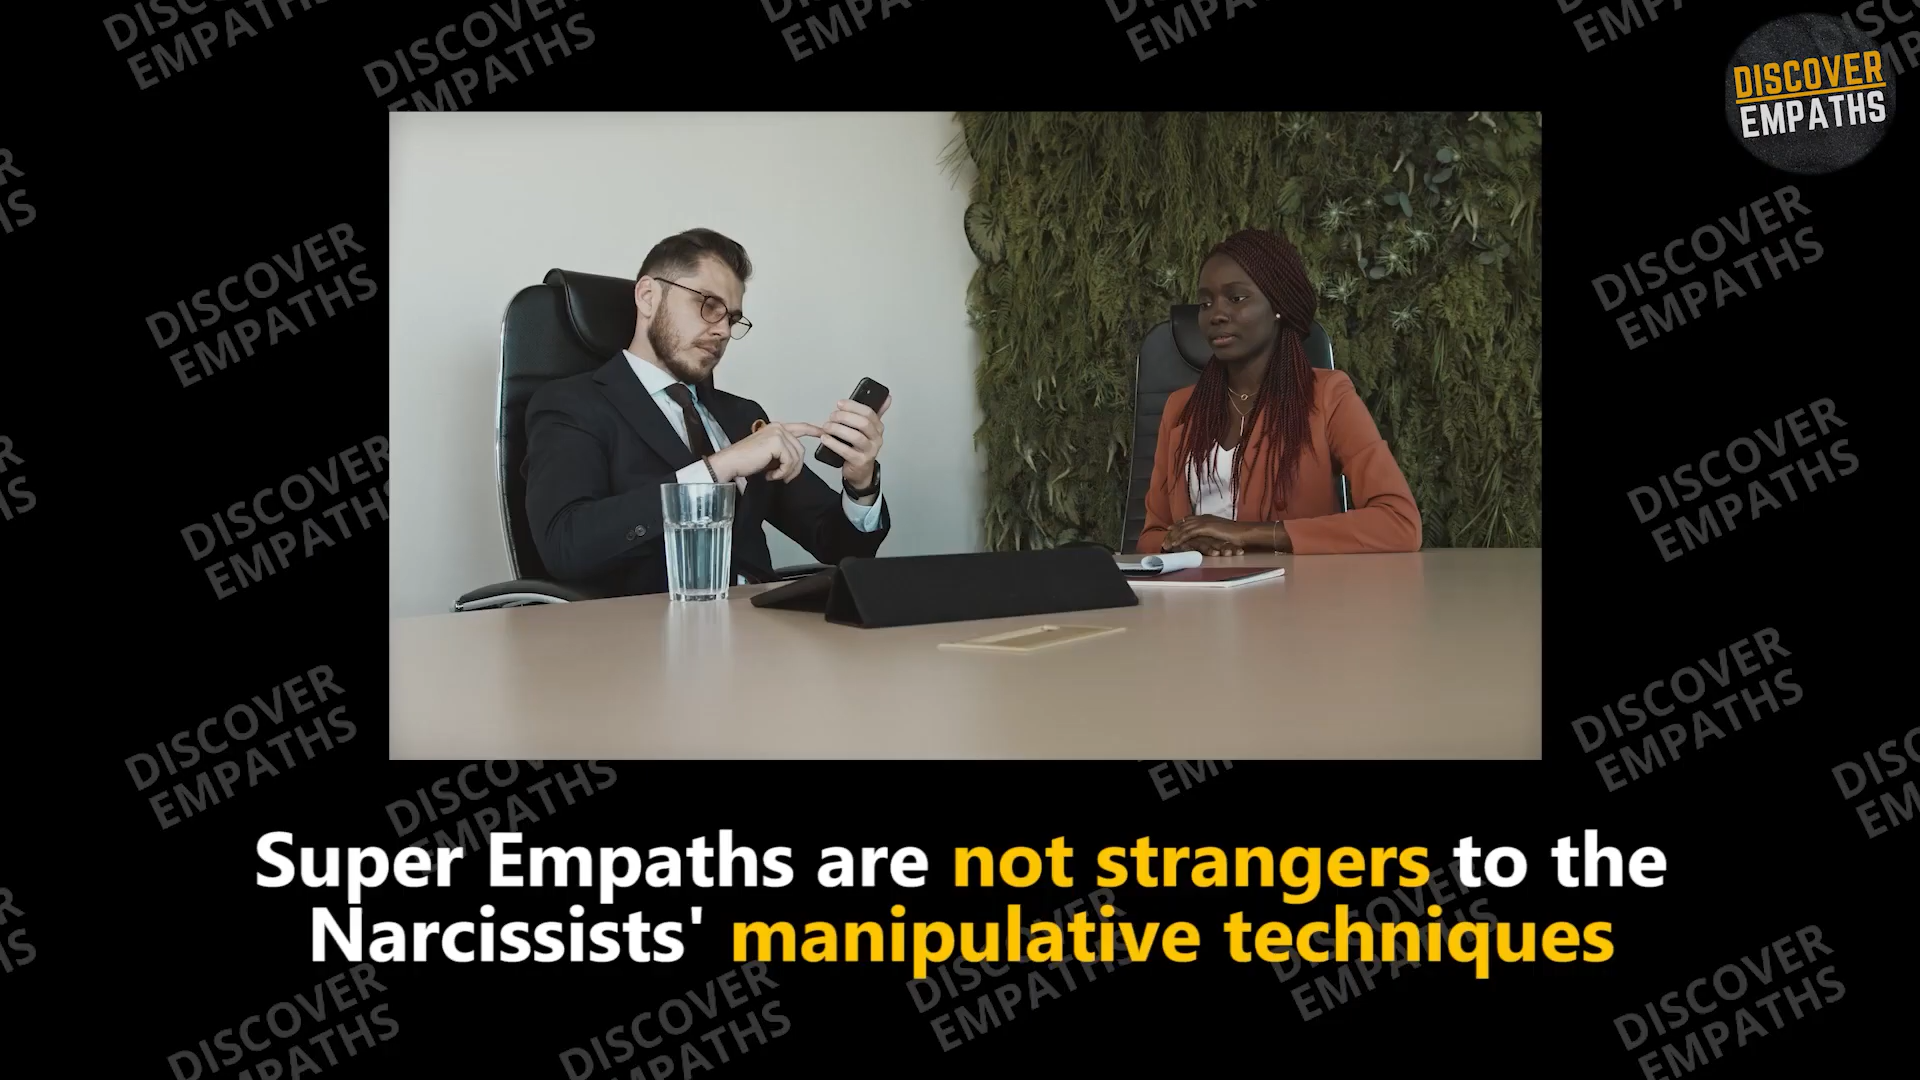 DISCOVER
EMPATHS
Super Empaths are not strangers to the
Narcissists' manipulative techniques